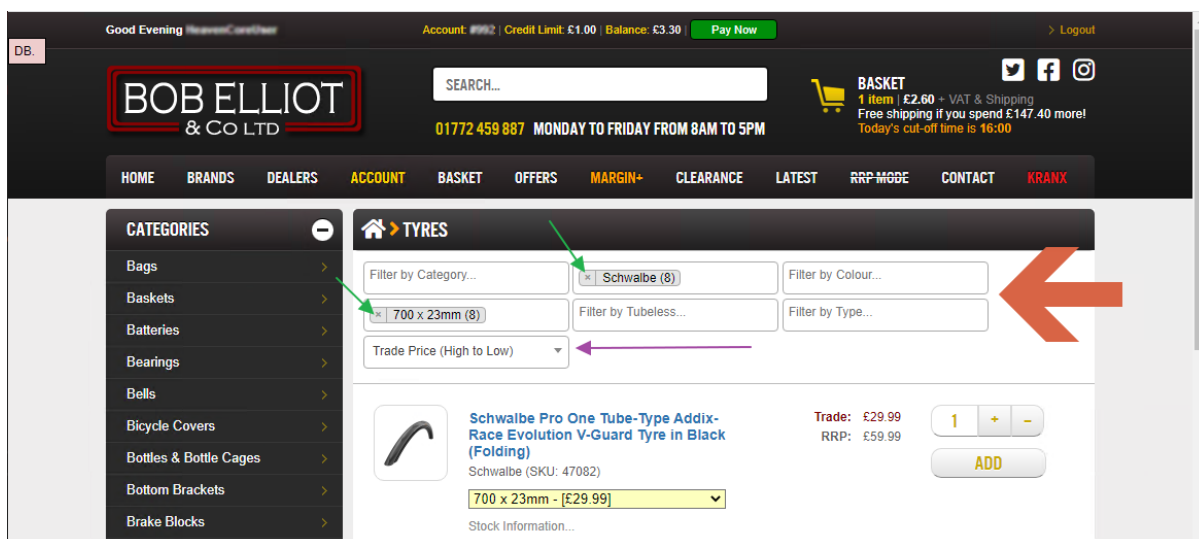 Good Evening
Account: #992 | Credit Limit: £1.00 | Balance: £3.30 | Pay Now
> Logout
DB.
BOB ELLIOT
& CO LTD
SEARCH...
01772 459 887 MONDAY TO FRIDAY FROM 8AM TO 5PM
BASKET
1 item | £2.60 + VAT & Shipping
Free shipping if you spend £147.40 more!
Today's cut-off time is 16:00
HOME BRANDS DEALERS ACCOUNT BASKET OFFERS MARGIN+ CLEARANCE LATEST RRP MODE CONTACT KRANX
CATEGORIES
Bags
Baskets
Batteries
Bearings
Bells
Bicycle Covers
Bottles & Bottle Cages
Bottom Brackets
Brake Blocks
> TYRES
Filter by Category...
× Schwalbe (8)
Filter by Colour...
× 700 x 23mm (8)
Filter by Tubeless...
Filter by Type...
Trade Price (High to Low)
Schwalbe Pro One Tube-Type Addix-
Race Evolution V-Guard Tyre in Black
(Folding)
Schwalbe (SKU: 47082)
700 x 23mm - [£29.99]
Stock Information...
Trade: £29.99
RRP: £59.99
1 + -
ADD